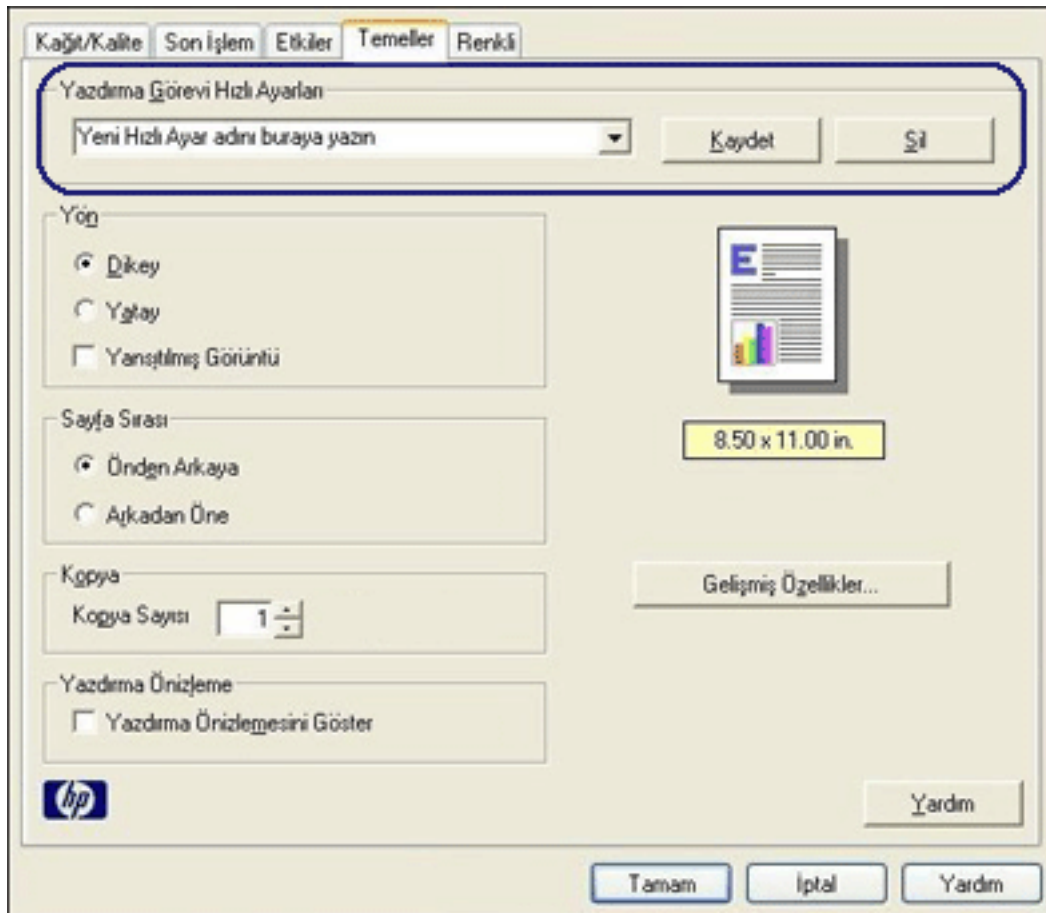 Kağıt/Kalite Son İşlem Etkiler Temeller Renkli
Yazdırma Görevi Hızlı Ayarları
Yeni Hızlı Ayar adını buraya yazın
Kaydet
Sil
Yön
Dikey
Yatay
Yansıtılmış Görüntü
E
8.50 x 11.00 in.
Sayfa Sırası
Önden Arkaya
Arkadan Öne
Kopya
Kopya Sayısı 1
Gelişmiş Özellikler...
Yazdırma Önizleme
Yazdırma Önizlemesini Göster
hp
Yardım
Tamam
İptal
Yardım